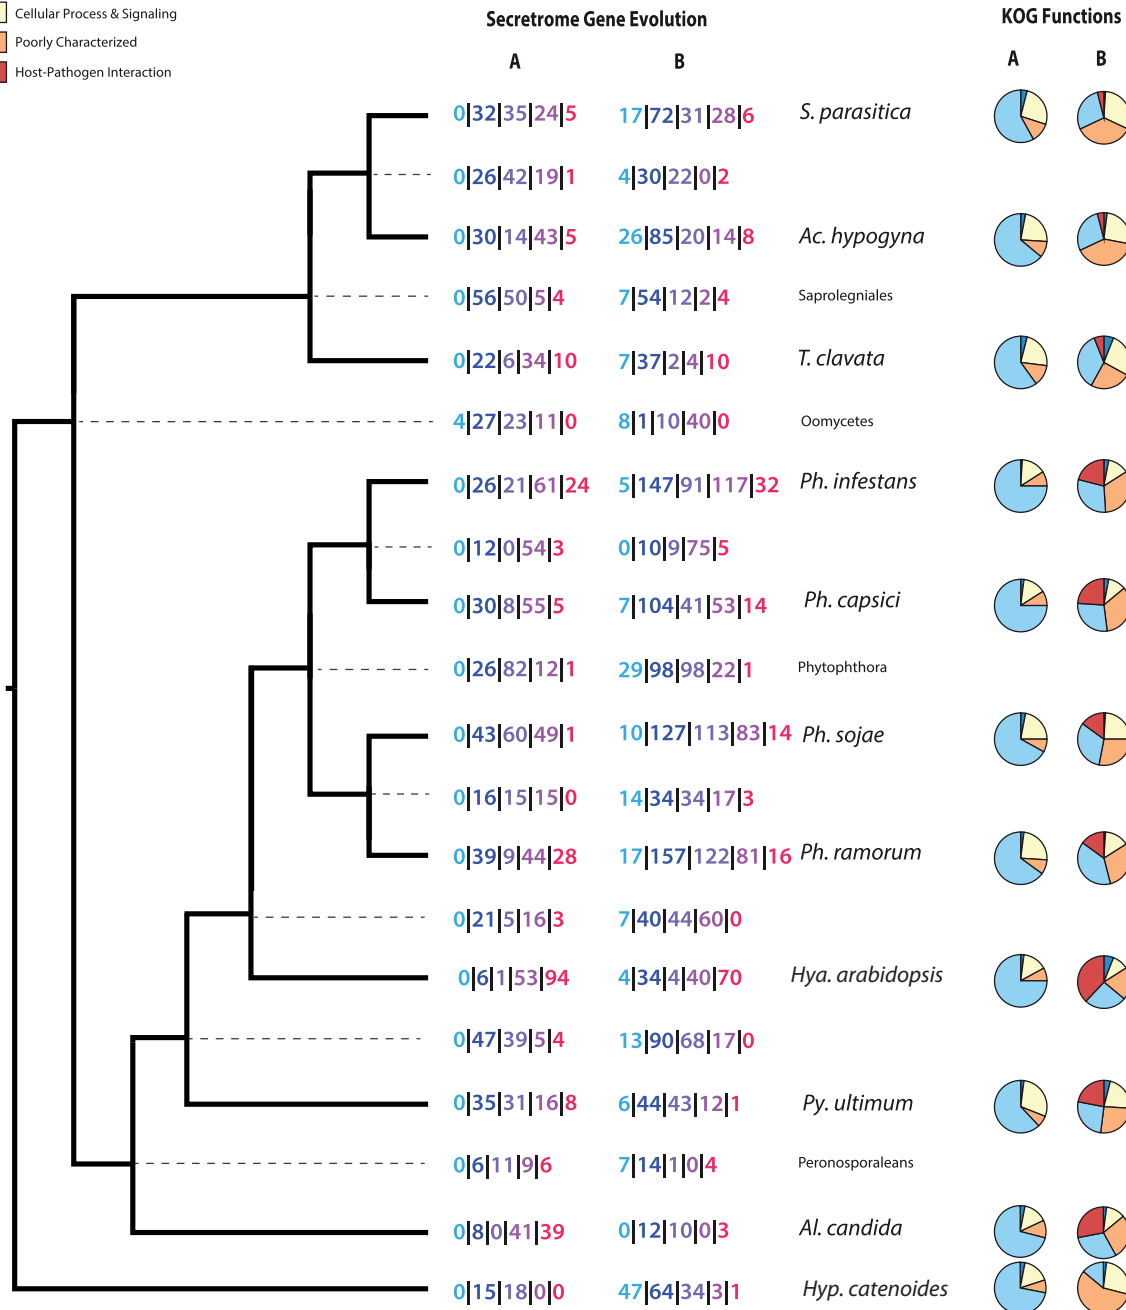 Cellular Process & Signaling
Poorly Characterized
Host-Pathogen Interaction
Secretrome Gene Evolution
KOG Functions
A B
A B
0|32|35|24|5 17|72|31|28|6 S. parasitica
0|26|42|19|1 4|30|22|0|2
0|30|14|43|5 26|85|20|14|8 Ac. hypogyna
0|56|50|5|4 7|54|12|2|4 Saprolegniales
0|22|6|34|10 7|37|2|4|10 T. clavata
4|27|23|11|0 8|1|10|40|0 Oomycetes
0|26|21|61|24 5|147|91|117|32 Ph. infestans
0|12|0|54|3 0|10|9|75|5
0|30|8|55|5 7|104|41|53|14 Ph. capsici
0|26|82|12|1 29|98|98|22|1 Phytophthora
0|43|60|49|1 10|127|113|83|14 Ph. sojae
0|16|15|15|0 14|34|34|17|3
0|39|9|44|28 17|157|122|81|16 Ph. ramorum
0|21|5|16|3 7|40|44|60|0
0|6|1|53|94 4|34|4|40|70 Hya. arabidopsis
0|47|39|5|4 13|90|68|17|0
0|35|31|16|8 6|44|43|12|1 Py. ultimum
0|6|11|9|6 7|14|1|0|4 Peronosporaleans
0|8|0|41|39 0|12|10|0|3 Al. candida
0|15|18|0|0 47|64|34|3|1 Hyp. catenoides